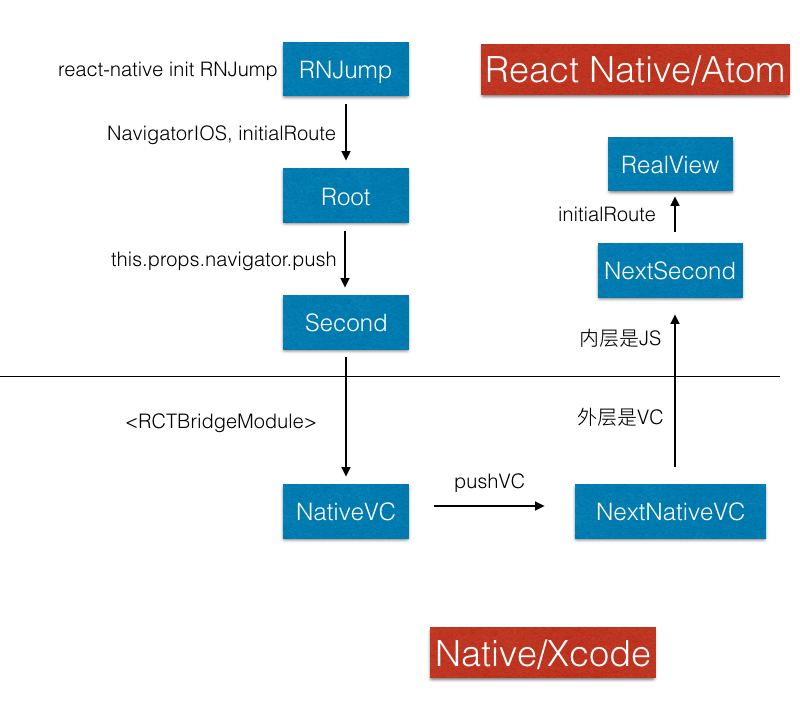 react-native init RNJump
RNJump
React Native/Atom
NavigatorIOS, initialRoute
RealView
Root
initialRoute
this.props.navigator.push
NextSecond
Second
内层是JS
<RCTBridgeModule>
外层是VC
pushVC
NativeVC
NextNativeVC
Native/Xcode